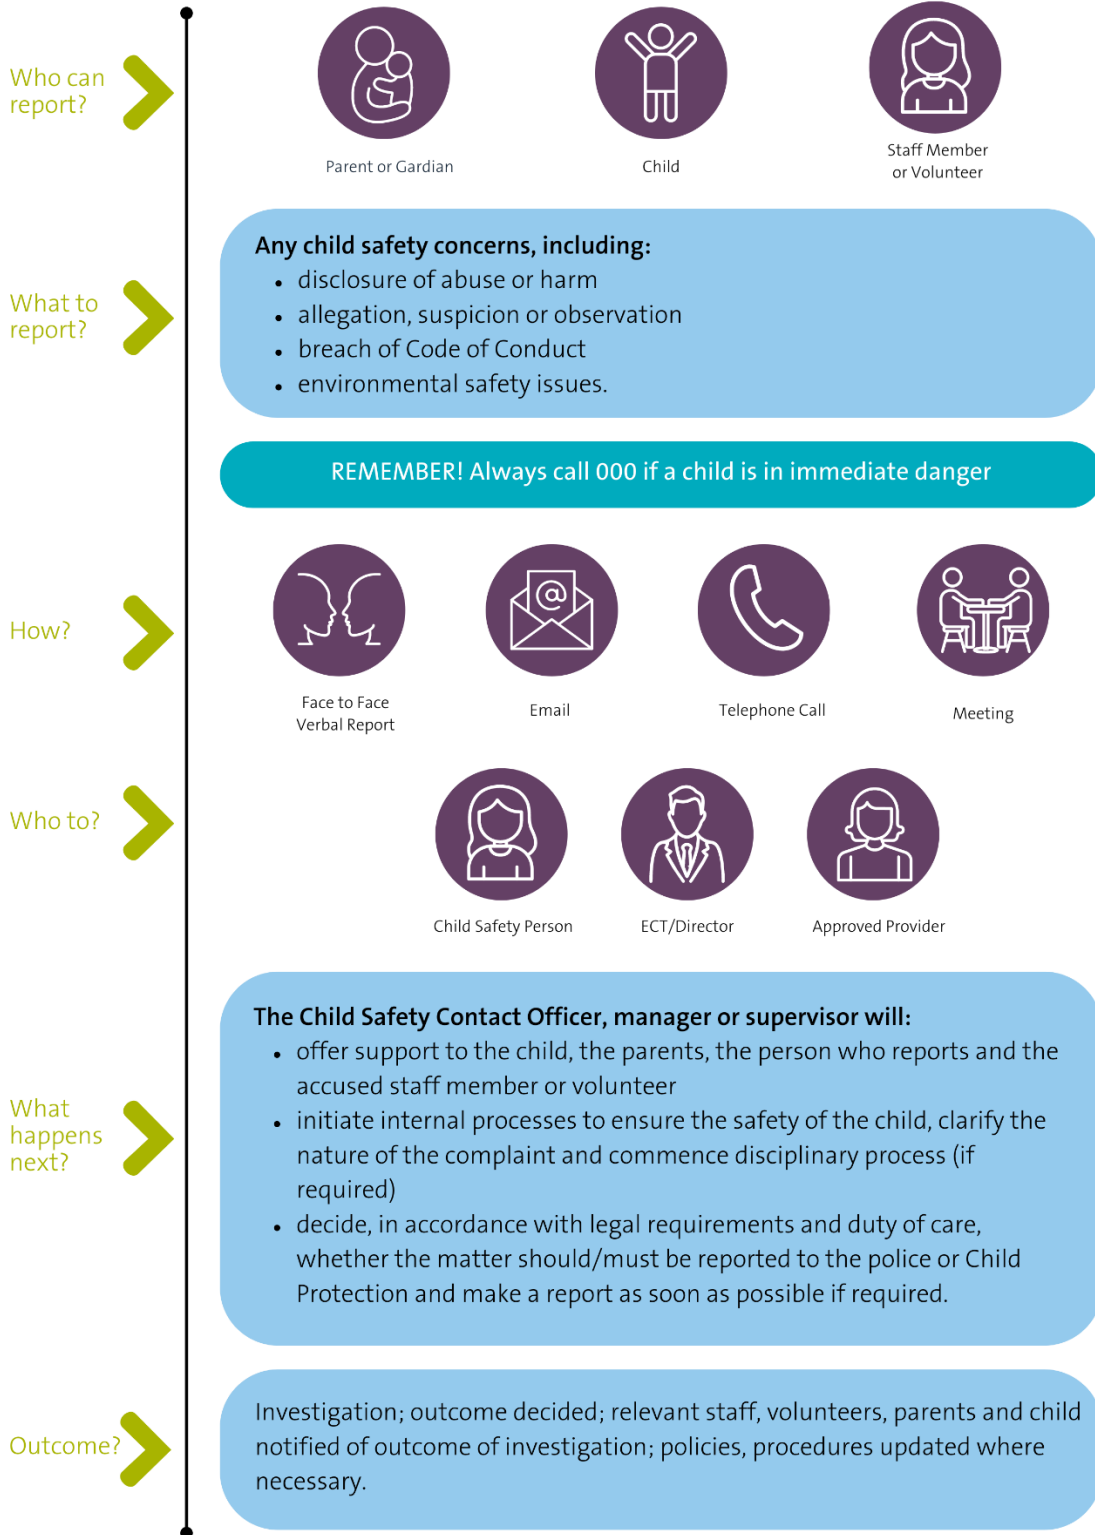 Who can
report?
Parent or Gardian
Child
Staff Member
or Volunteer
What to
report?
Any child safety concerns, including:
• disclosure of abuse or harm
• allegation, suspicion or observation
• breach of Code of Conduct
• environmental safety issues.
REMEMBER! Always call 000 if a child is in immediate danger
How?
@
Face to Face
Verbal Report
Email
Telephone Call
Meeting
Who to?
Child Safety Person
ECT/Director
Approved Provider
What
happens
next?
The Child Safety Contact Officer, manager or supervisor will:
• offer support to the child, the parents, the person who reports and the
accused staff member or volunteer
• initiate internal processes to ensure the safety of the child, clarify the
nature of the complaint and commence disciplinary process (if
required)
• decide, in accordance with legal requirements and duty of care,
whether the matter should/must be reported to the police or Child
Protection and make a report as soon as possible if required.
Outcome?
Investigation; outcome decided; relevant staff, volunteers, parents and child
notified of outcome of investigation; policies, procedures updated where
necessary.